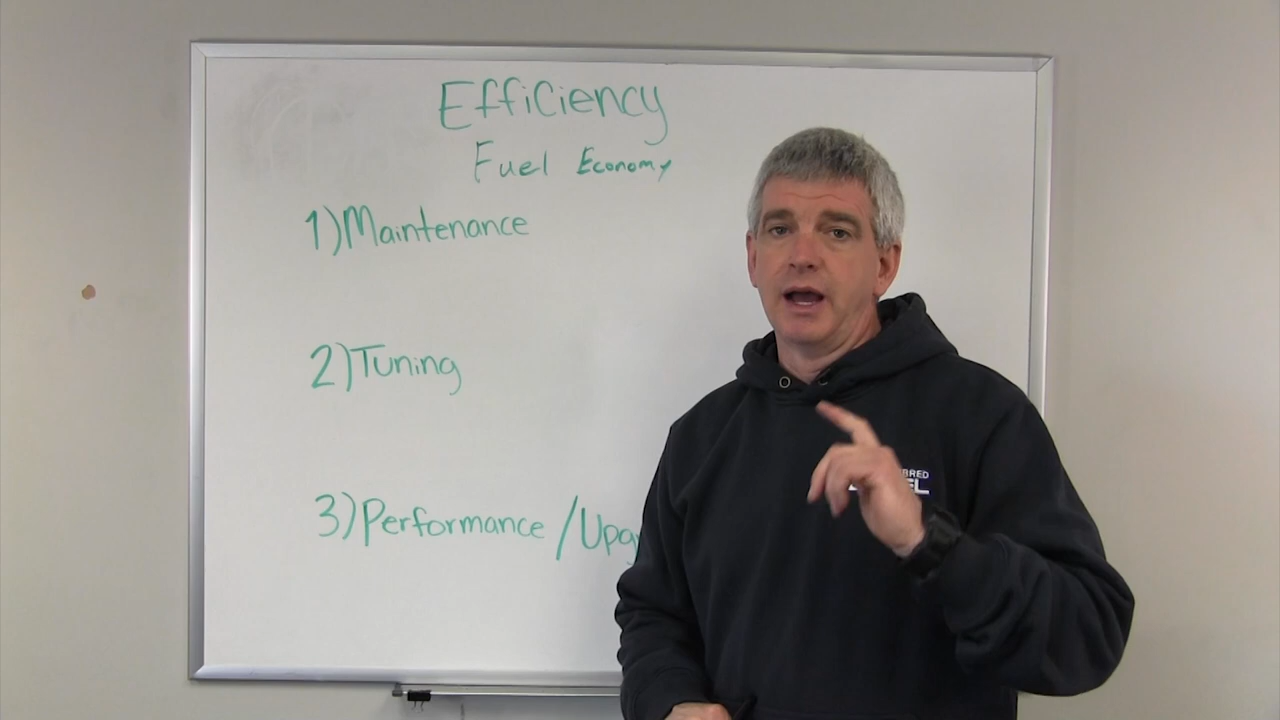 Efficiency
Fuel Economy
1) Maintenance
2) Tuning
3) Performance /